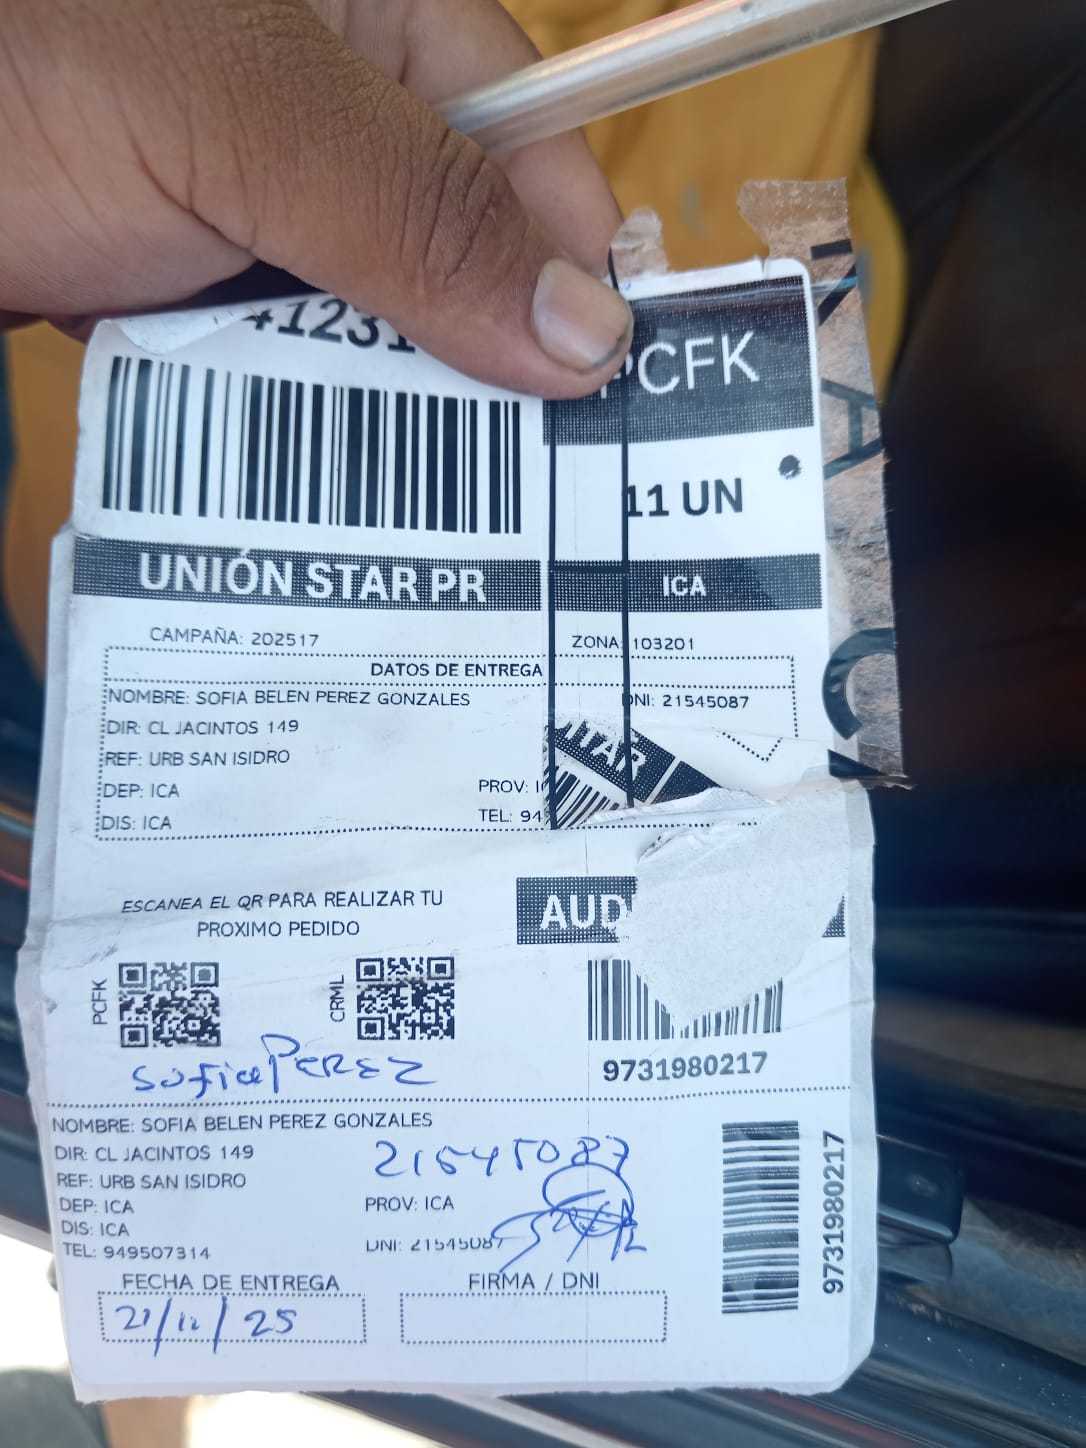 PCFK
11 UN
UNIÓN STAR PR
ICA
CAMPAÑA: 202517
ZONA: 103201
DATOS DE ENTREGA
NOMBRE: SOFIA BELEN PEREZ GONZALES
DNI: 21545087
DIR: CL JACINTOS 149
REF: URB SAN ISIDRO
DEP: ICA
PROV:
DIS: ICA
TEL: 94
ESCANEA EL QR PARA REALIZAR TU
PROXIMO PEDIDO
AUD
PCFK
CRML
9731980217
Sofia PEREZ
NOMBRE: SOFIA BELEN PEREZ GONZALES
DIR: CL JACINTOS 149
21545087
REF: URB SAN ISIDRO
DEP: ICA
PROV: ICA
DIS: ICA
TEL: 949507314
DNI: 21545087
9731980217
FECHA DE ENTREGA
FIRMA / DNI
21/12/25